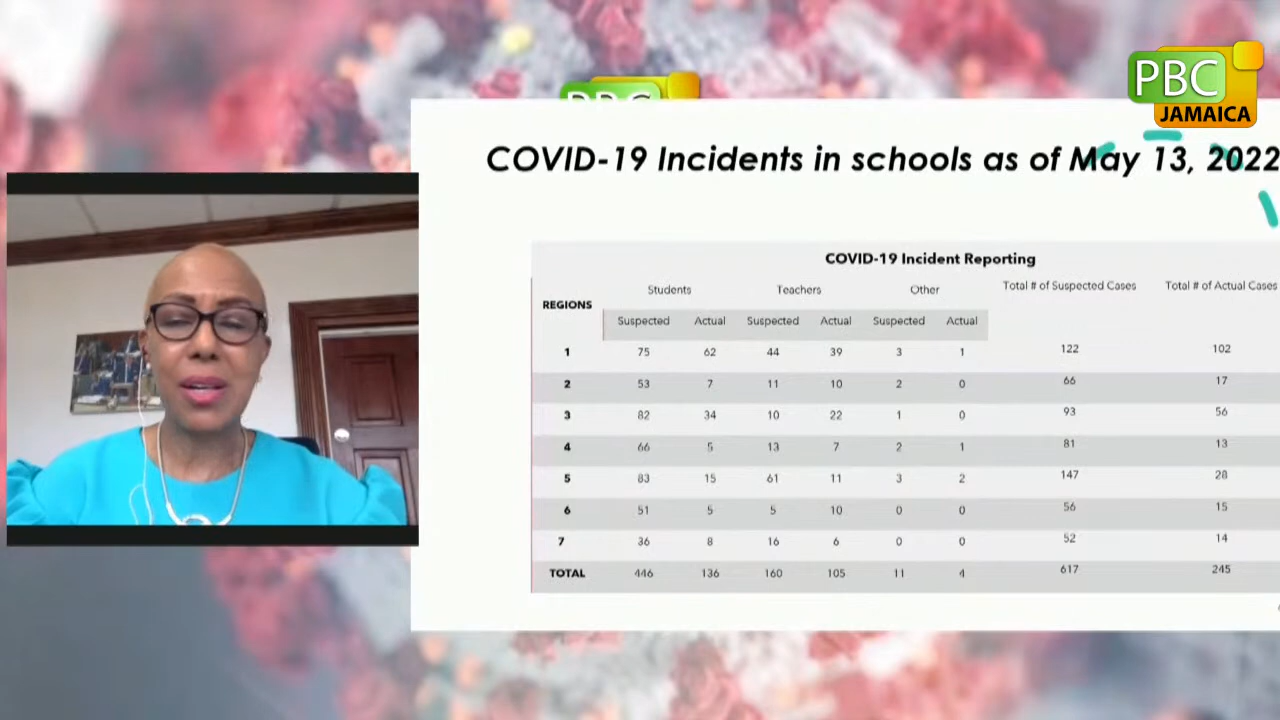 PBC
JAMAICA
PBC
COVID-19 Incidents in schools as of May 13, 2022
COVID-19 Incident Reporting
REGIONS Students Teachers Other Total # of Suspected Cases Total # of Actual Cases
Suspected Actual Suspected Actual Suspected Actual
1 75 62 44 39 3 1 122 102
2 53 7 11 10 2 0 66 17
3 82 34 10 22 1 0 93 56
4 66 5 13 7 2 1 81 13
5 83 15 61 11 3 2 147 28
6 51 5 5 10 0 0 56 15
7 36 8 16 6 0 0 52 14
TOTAL 446 136 160 105 11 4 617 245